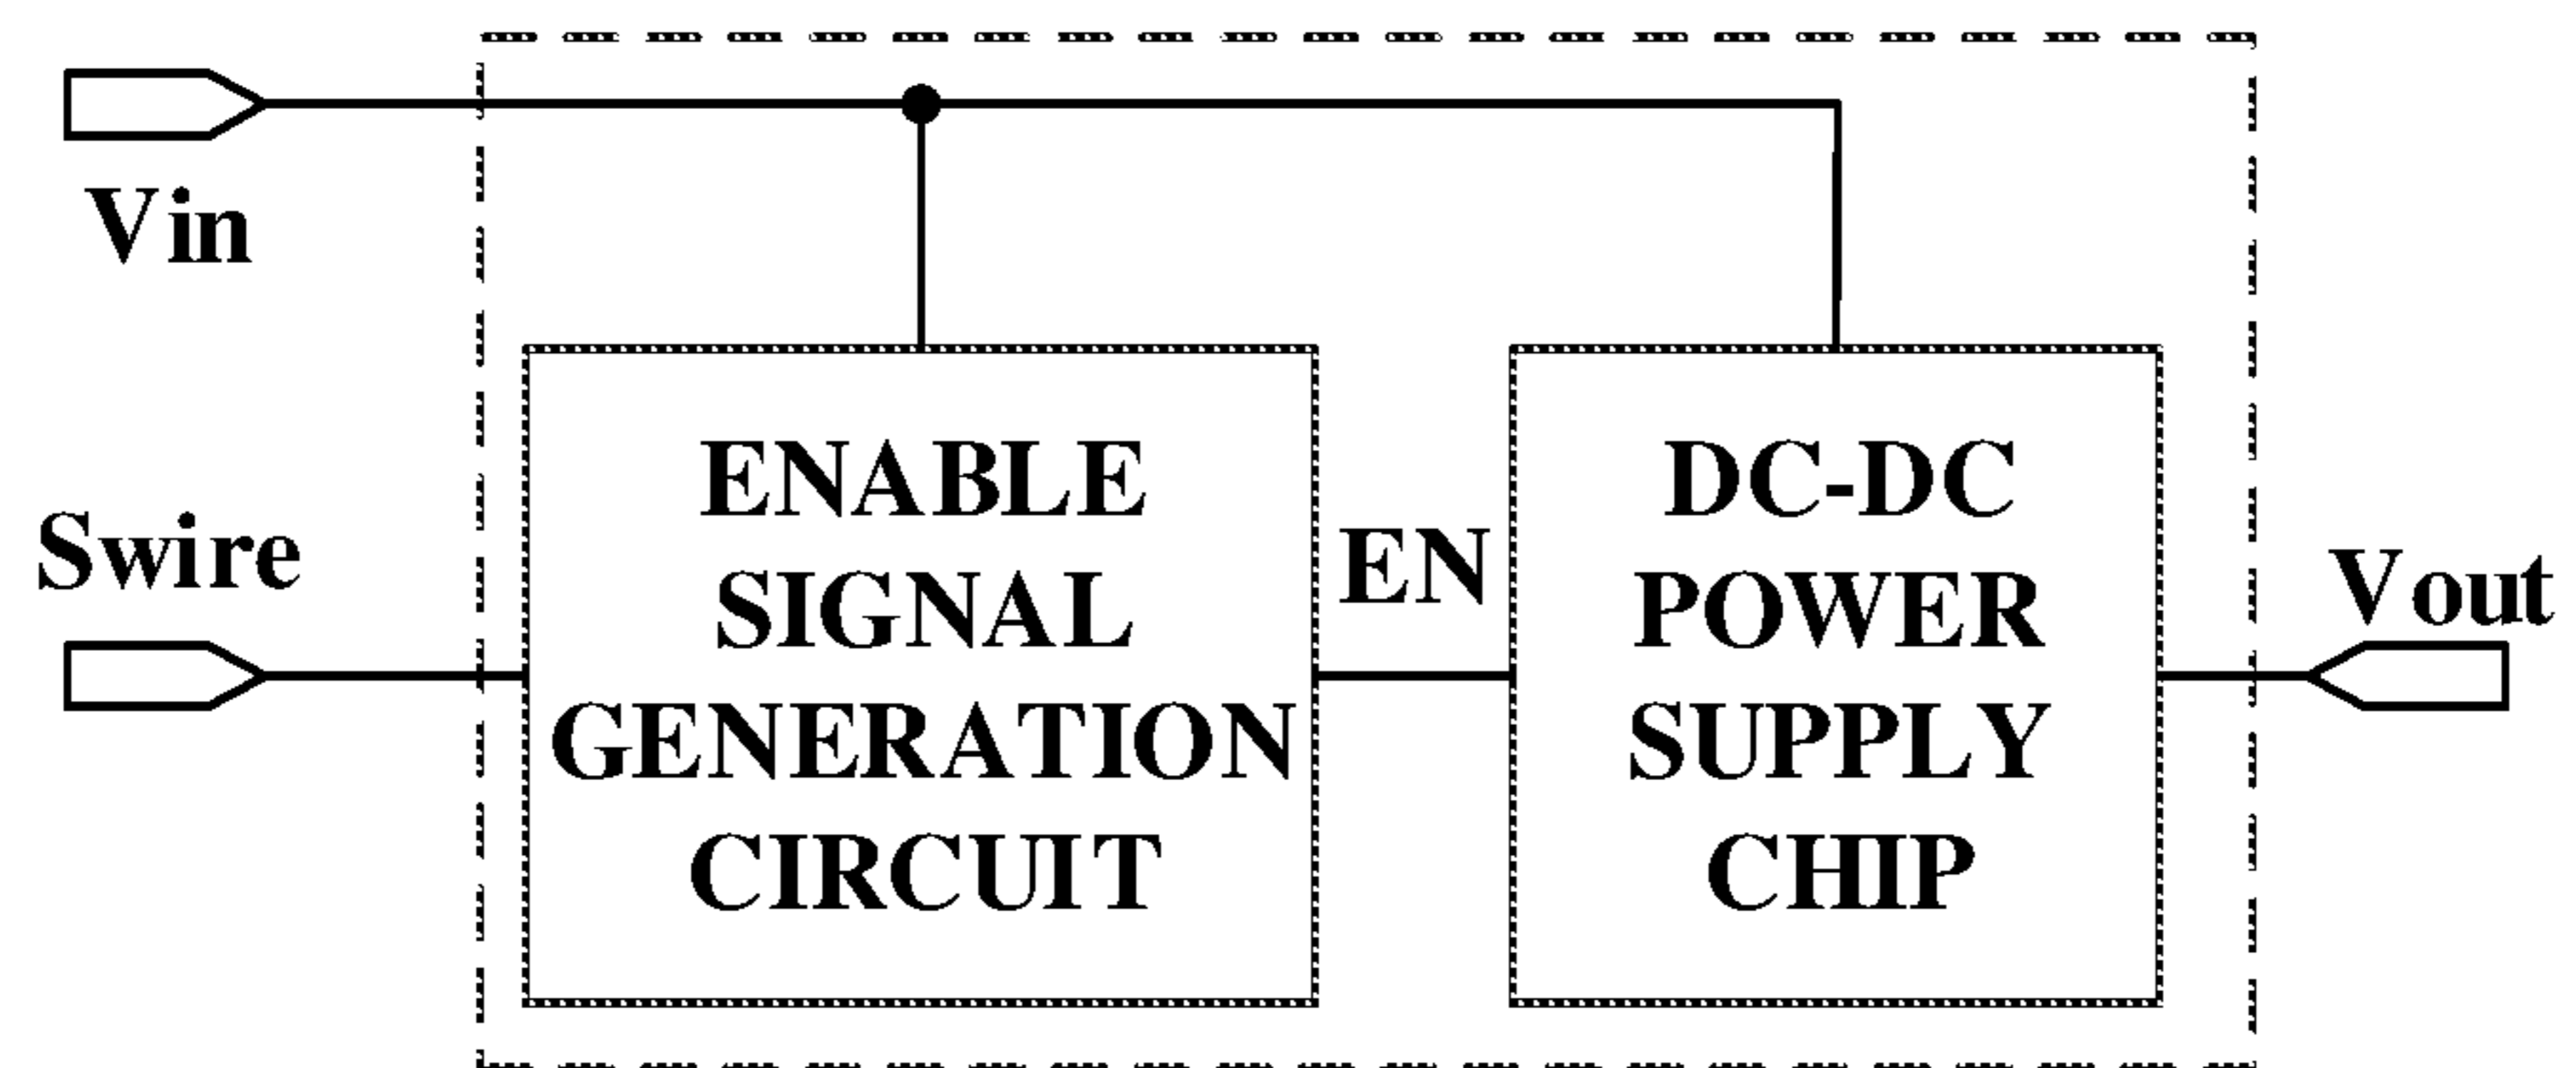 Vin
Swire
ENABLE
SIGNAL
GENERATION
CIRCUIT
EN
DC-DC
POWER
SUPPLY
CHIP
Vout